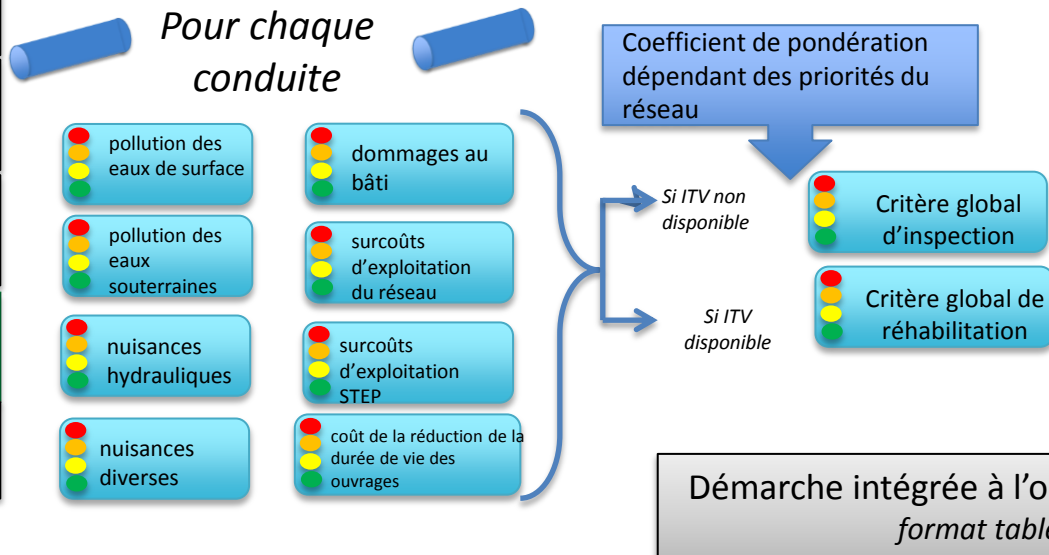 Pour chaque
conduite
pollution des
eaux de surface
pollution des
eaux
souterraines
nuisances
hydrauliques
nuisances
diverses
dommages au
bâti
surcoûts
d'exploitation
du réseau
surcoûts
d'exploitation
STEP
coût de la réduction de la
durée de vie des
ouvrages
Coefficient de pondération
dépendant des priorités du
réseau
Si ITV non
disponible
Critère global
d'inspection
Si ITV
disponible
Critère global de
réhabilitation
Démarche intégrée à l'o
format table